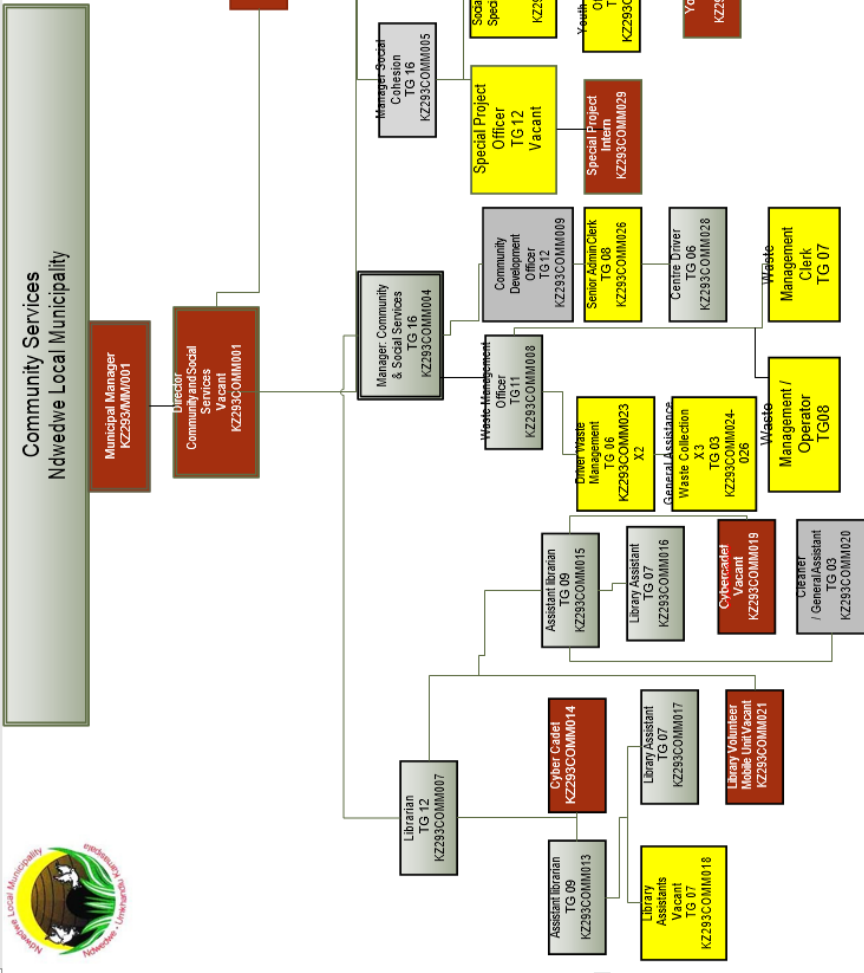 Ndwedwe Local Municipality
Community Services
Ndwedwe Local Municipality
Municipal Manager
KZ293/MM/001
Director
Community and Social
Services
Vacant
KZ293COMM001
Librarian
TG 12
KZ293COMM007
Manager: Community
& Social Services
TG 16
KZ293COMM004
Manager Social
Cohesion
TG 16
KZ293COMM005
Assistant librarian
TG 09
KZ293COMM013
Cyber Cadet
KZ293COMM014
Library
Assistants
Vacant
TG 07
KZ293COMM018
Library Assistant
TG 07
KZ293COMM017
Library Volunteer
Mobile Unit Vacant
KZ293COMM021
Assistant librarian
TG 09
KZ293COMM015
Library Assistant
TG 07
KZ293COMM016
Cybercadet
Vacant
KZ293COMM019
Cleaner
/ General Assistant
TG 03
KZ293COMM020
Waste Management
Officer
TG11
KZ293COMM008
Driver Waste
Management
TG 06
KZ293COMM023
X2
General Assistance
Waste Collection
X3
TG 03
KZ293COMM024-
026
Waste
Management /
Operator
TG08
Community
Development
Officer
TG 12
KZ293COMM009
Senior Admin Clerk
TG 08
KZ293COMM026
Centre Driver
TG 06
KZ293COMM028
Waste
Management
Clerk
TG 07
Special Project
Officer
TG 12
Vacant
Special Project
Intern
KZ293COMM029
Youth